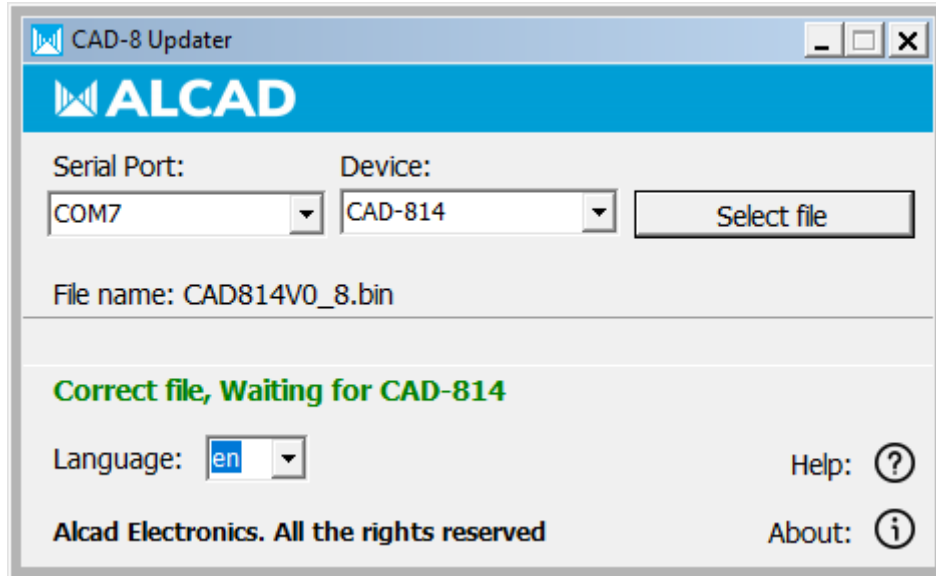 CAD-8 Updater
ALCAD
Serial Port: Device:
COM7 CAD-814 Select file
File name: CAD814V0_8.bin
Correct file, Waiting for CAD-814
Language: en
Help: ?
Alcad Electronics. All the rights reserved
About: i